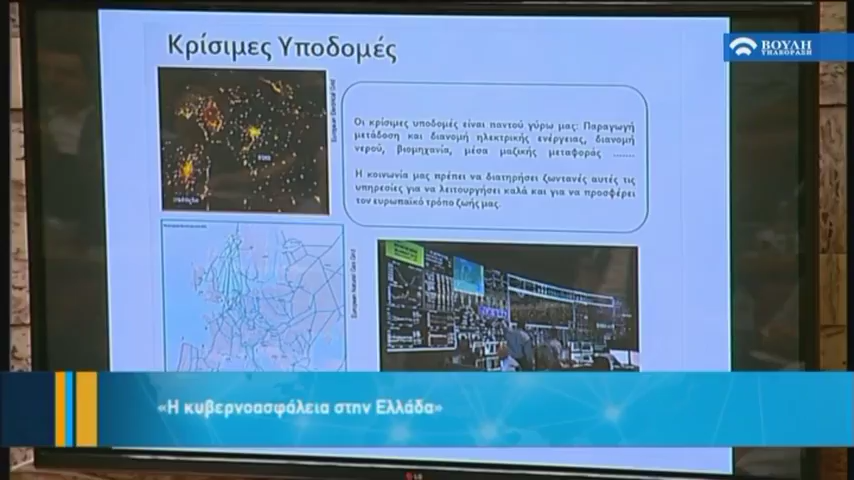 Κρίσιμες Υποδομές
ΒΟΥΛΗ
ΤΗΛΕΟΡΑΣΗ
European Electrical Grid
Οι κρίσιμες υποδομές είναι παντού γύρω μας: Παραγωγή
μετάδοση και διανομή ηλεκτρικής ενέργειας, διανομή
νερού, βιομηχανία, μέσα μαζικής μεταφοράς .......
Η κοινωνία μας πρέπει να διατηρήσει ζωντανές αυτές τις
υπηρεσίες για να λειτουργήσει καλά και για να προσφέρει
τον ευρωπαϊκό τρόπο ζωής μας.
European Natural Gas Grid
«Η κυβερνοασφάλεια στην Ελλάδα»
LG